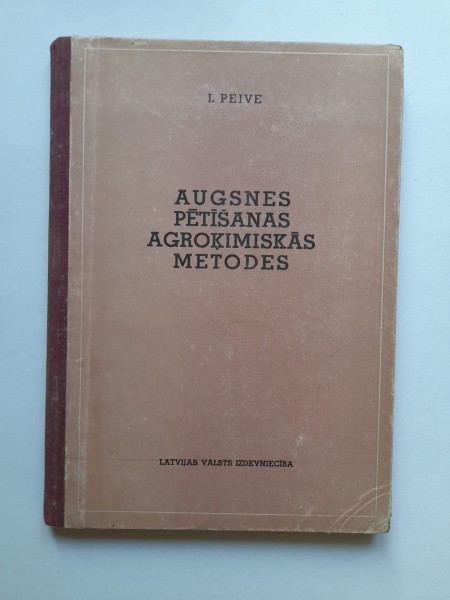 I. PEIVE
AUGSNES
PĒTĪŠANAS
AGROĶIMISKĀS
METODES
LATVIJAS VALSTS IZDEVNIECĪBA